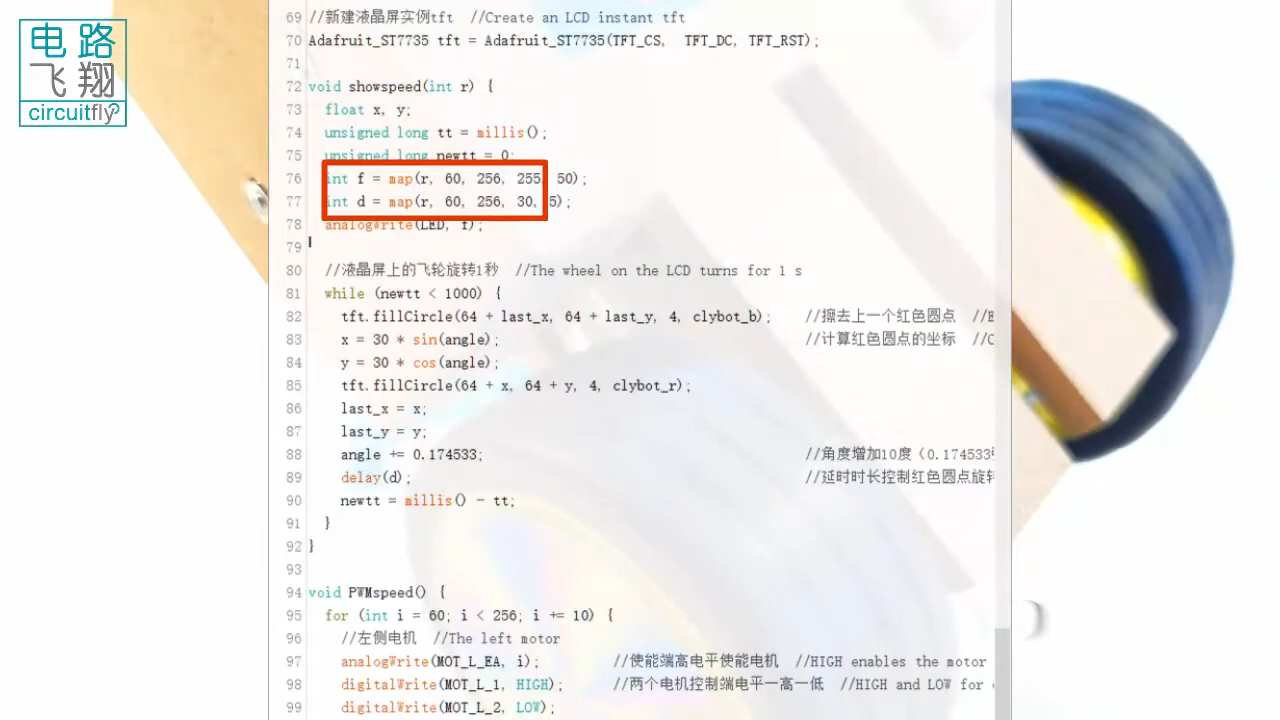 电路
飞翔
circuitfly
69 //新建液晶屏实例tft //Create an LCD instant tft
70 Adafruit_ST7735 tft = Adafruit_ST7735(TFT_CS, TFT_DC, TFT_RST);
71
72 void showspeed(int r) {
73 float x, y;
74 unsigned long tt = millis();
75 unsigned long newtt = 0;
76 int f = map(r, 60, 256, 255, 50);
77 int d = map(r, 60, 256, 30, 5);
78 analogWrite(LED, f);
79
80 //液晶屏上的飞轮旋转1秒 //The wheel on the LCD turns for 1 s
81 while (newtt < 1000) {
82 tft.fillCircle(64 + last_x, 64 + last_y, 4, clybot_b); //擦去上一个红色圆点 //E
83 x = 30 * sin(angle); //计算红色圆点的坐标 //C
84 y = 30 * cos(angle);
85 tft.fillCircle(64 + x, 64 + y, 4, clybot_r);
86 last_x = x;
87 last_y = y;
88 angle += 0.174533; //角度增加10度（0.174533
89 delay(d); //延时时长控制红色圆点旋转
90 newtt = millis() - tt;
91 }
92 }
93
94 void PWMspeed() {
95 for (int i = 60; i < 256; i += 10) {
96 //左侧电机 //The left motor
97 analogWrite(MOT_L_EA, i); //使能端高电平使能电机 //HIGH enables the motor
98 digitalWrite(MOT_L_1, HIGH); //两个电机控制端电平一高一低 //HIGH and LOW for
99 digitalWrite(MOT_L_2, LOW);